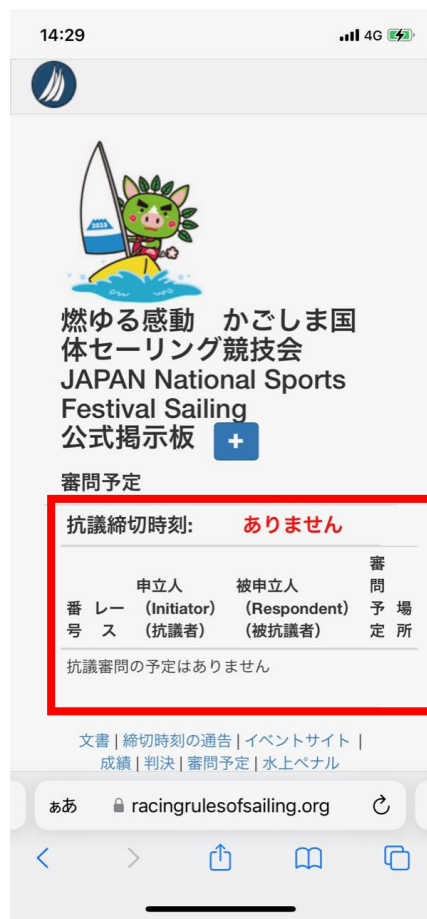 14:29
4G
2023
燃ゆる感動　かごしま国
体セーリング競技会
JAPAN National Sports
Festival Sailing
公式掲示板 +
審問予定
抗議締切時刻: ありません
番号 レース 申立人 (Initiator) (抗議者) 被申立人 (Respondent) (被抗議者) 審問予定 場所
抗議審問の予定はありません
文書 | 締切時刻の通告 | イベントサイト |
成績 | 判決 | 審問予定 | 水上ペナル
ぁあ racingrulesofsailing.org